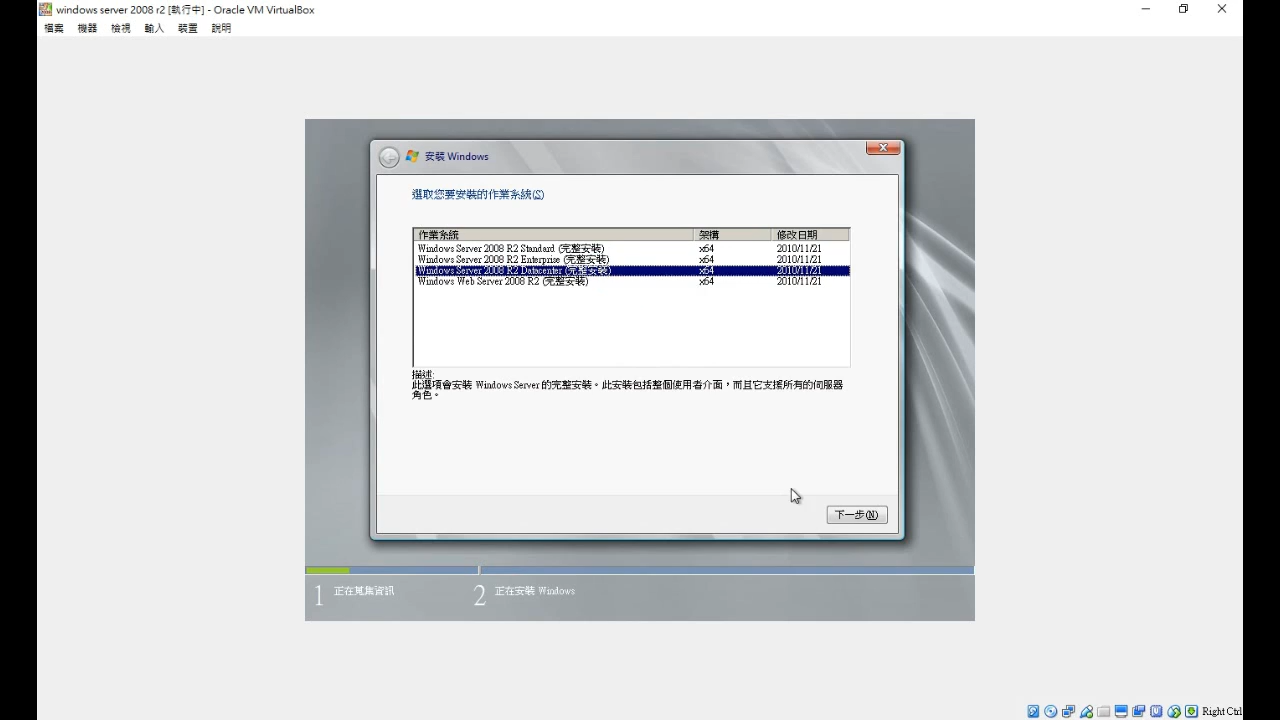 windows server 2008 r2 [執行中] - Oracle VM VirtualBox
檔案 機器 檢視 輸入 裝置 說明
安裝 Windows
選取您要安裝的作業系統(S)
作業系統 架構 修改日期
Windows Server 2008 R2 Standard (完整安裝) x64 2010/11/21
Windows Server 2008 R2 Enterprise (完整安裝) x64 2010/11/21
Windows Server 2008 R2 Datacenter (完整安裝) x64 2010/11/21
Windows Web Server 2008 R2 (完整安裝) x64 2010/11/21
描述:
此選項會安裝 Windows Server 的完整安裝。此安裝包括整個使用者介面，而且它支援所有的伺服器
角色。
下一步(N)
1 正在蒐集資訊 2 正在安裝 Windows
Right Ctrl